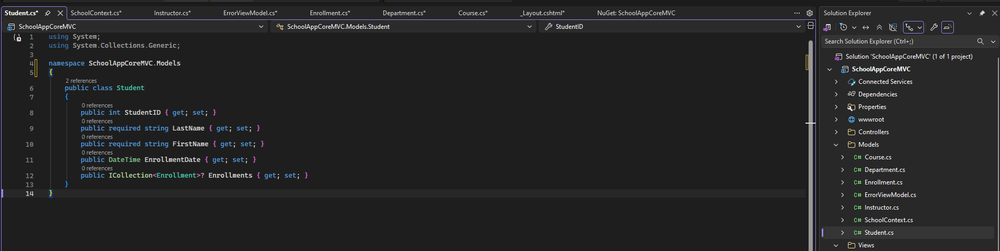 Student.cs*
SchoolContext.cs*
Instructor.cs*
ErrorViewModel.cs*
Enrollment.cs*
Department.cs*
Course.cs*
_Layout.cshtml*
NuGet: SchoolAppCoreMVC
SchoolAppCoreMVC
SchoolAppCoreMVC.Models.Student
StudentID
1 using System;
2 using System.Collections.Generic;
3
4 namespace SchoolAppCoreMVC.Models
5 {
2 references
6 public class Student
7 {
0 references
8 public int StudentID { get; set; }
0 references
9 public required string LastName { get; set; }
0 references
10 public required string FirstName { get; set; }
0 references
11 public DateTime EnrollmentDate { get; set; }
0 references
12 public ICollection<Enrollment>? Enrollments { get; set; }
13 }
14 }
Solution Explorer
Search Solution Explorer (Ctrl+;)
Solution 'SchoolAppCoreMVC' (1 of 1 project)
SchoolAppCoreMVC
Connected Services
Dependencies
Properties
wwwroot
Controllers
Models
C# Course.cs
C# Department.cs
C# Enrollment.cs
C# ErrorViewModel.cs
C# Instructor.cs
C# SchoolContext.cs
C# Student.cs
Views